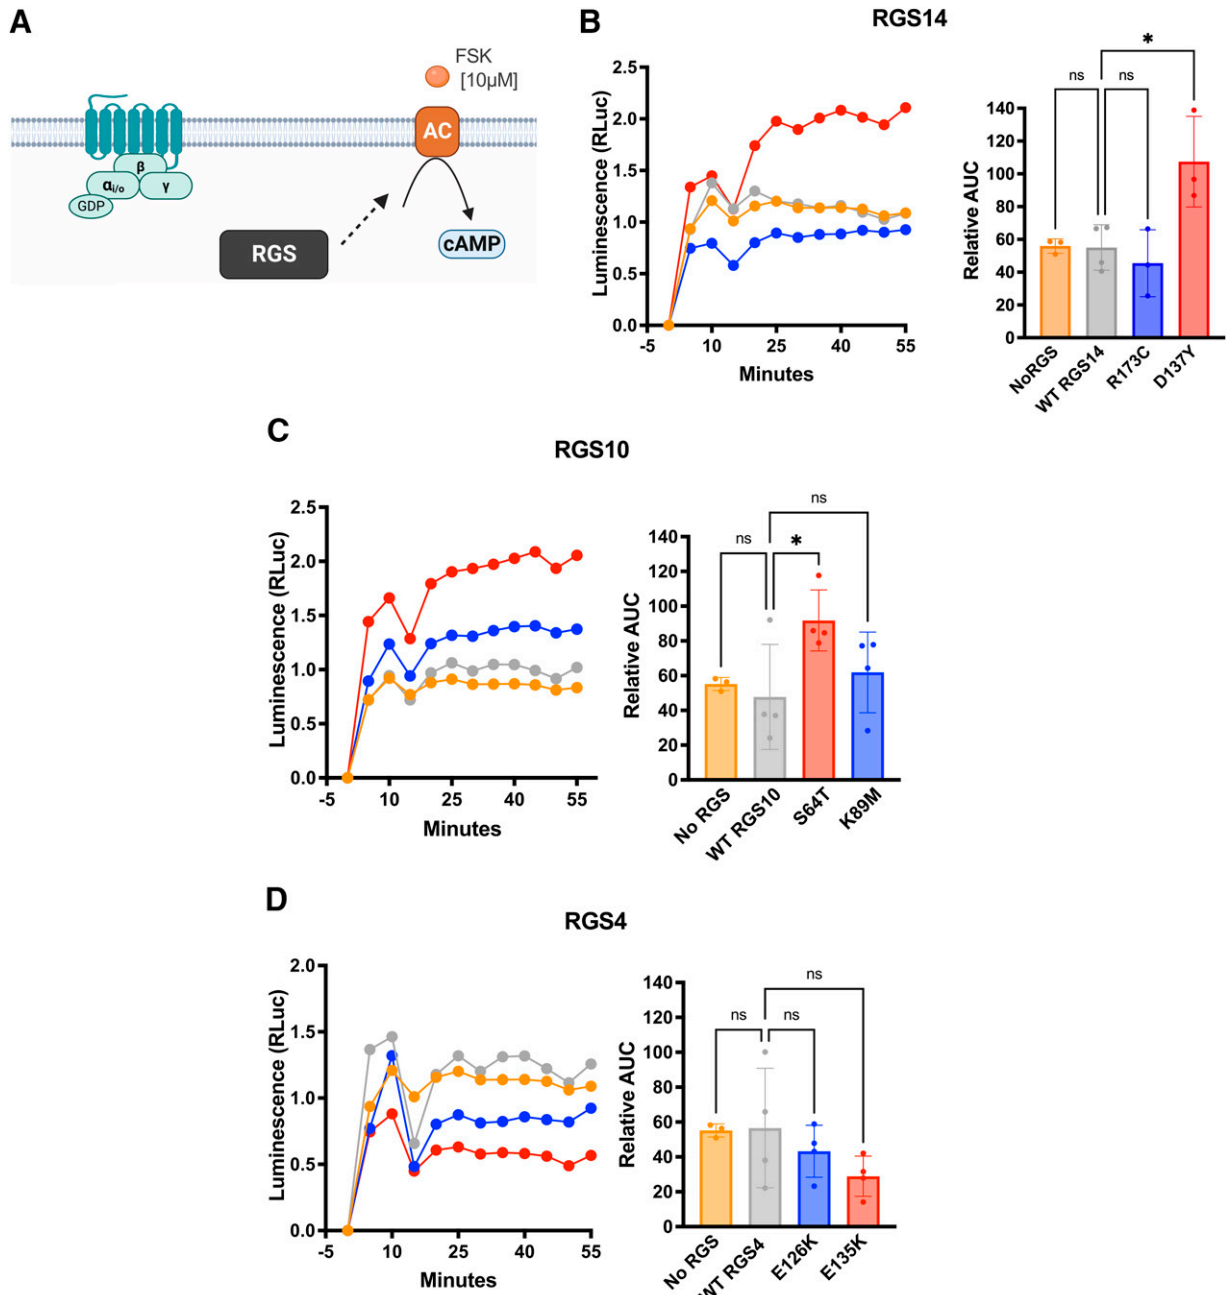 A
FSK
[10µM]
AC
β
αi/o
γ
GDP
RGS
cAMP
B
RGS14
Luminescence (RLuc)
2.5
2.0
1.5
1.0
0.5
0.0
-5 10 25 40 55
Minutes
*
ns ns
Relative AUC
140
120
100
80
60
40
20
0
NoRGS
WT RGS14
R173C
D137Y
C
RGS10
Luminescence (RLuc)
2.5
2.0
1.5
1.0
0.5
0.0
-5 10 25 40 55
Minutes
ns
ns *
Relative AUC
140
120
100
80
60
40
20
0
No RGS
WT RGS10
S64T
K89M
D
RGS4
Luminescence (RLuc)
2.0
1.5
1.0
0.5
0.0
-5 10 25 40 55
Minutes
ns
ns ns
Relative AUC
140
120
100
80
60
40
20
0
No RGS
WT RGS4
E126K
E135K